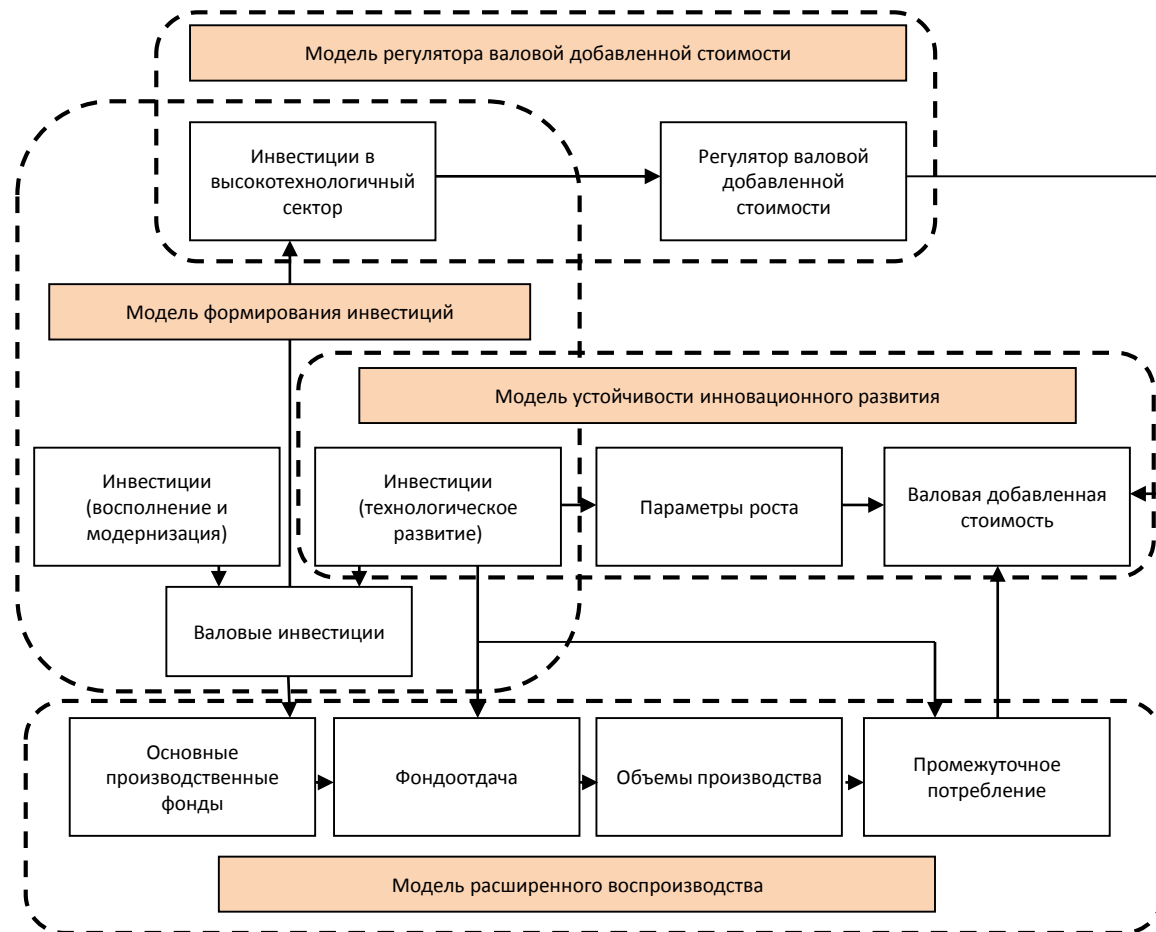 Модель регулятора валовой добавленной стоимости
Инвестиции в
высокотехнологичный
сектор
Регулятор валовой
добавленной
стоимости
Модель формирования инвестиций
Модель устойчивости инновационного развития
Инвестиции
(восполнение и
модернизация)
Инвестиции
(технологическое
развитие)
Параметры роста
Валовая добавленная
стоимость
Валовые инвестиции
Основные
производственные
фонды
Фондоотдача
Объемы производства
Промежуточное
потребление
Модель расширенного воспроизводства